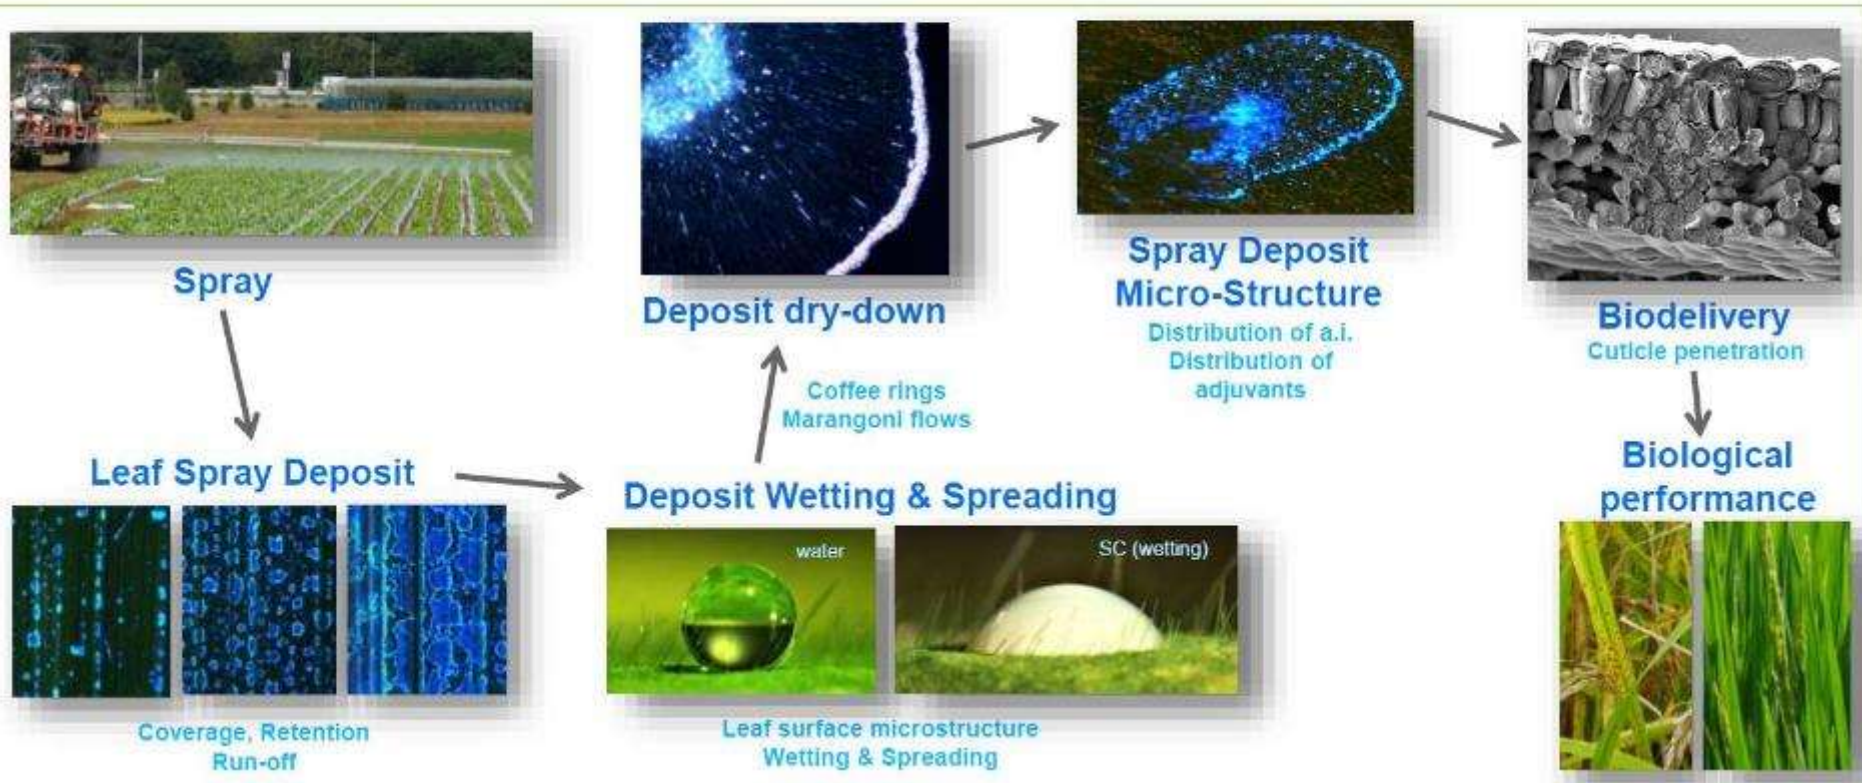 Spray
Leaf Spray Deposit
Coverage, Retention
Run-off
Deposit Wetting & Spreading
water
SC (wetting)
Leaf surface microstructure
Wetting & Spreading
Coffee rings
Marangoni flows
Deposit dry-down
Spray Deposit
Micro-Structure
Distribution of a.i.
Distribution of
adjuvants
Biodelivery
Cuticle penetration
Biological
performance